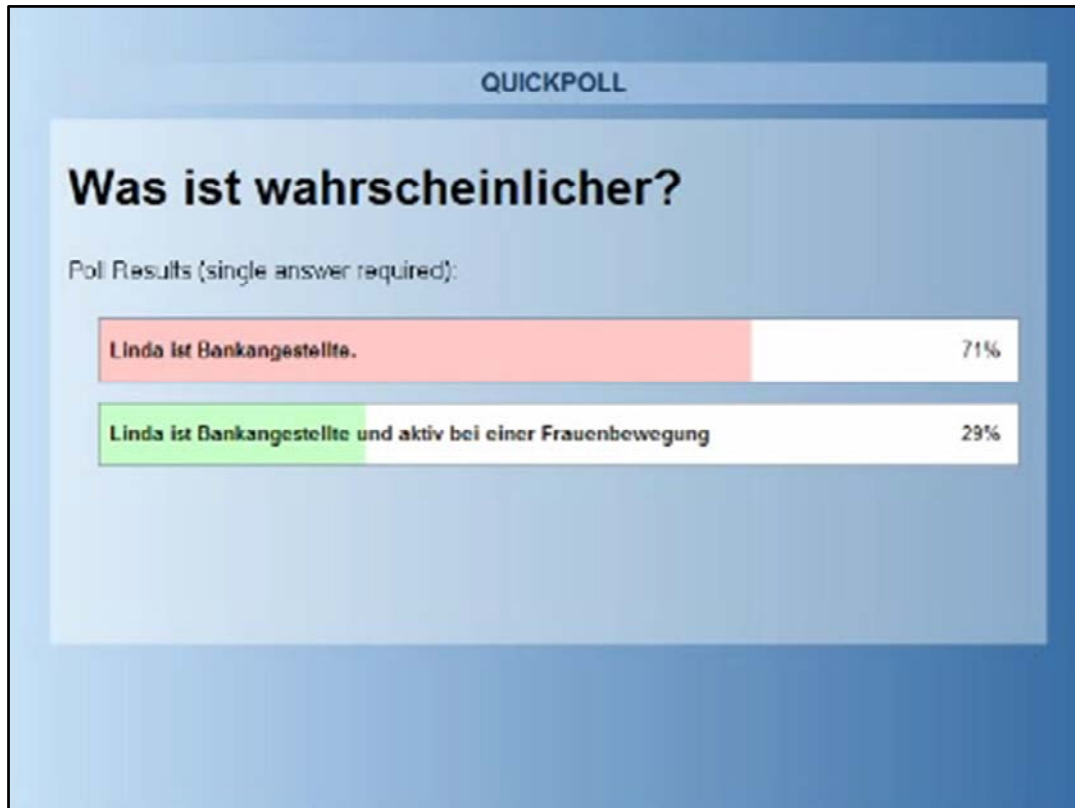 QUICKPOLL
Was ist wahrscheinlicher?
Poll Results (single answer required):
Linda ist Bankangestellte. 71%
Linda ist Bankangestellte und aktiv bei einer Frauenbewegung 29%